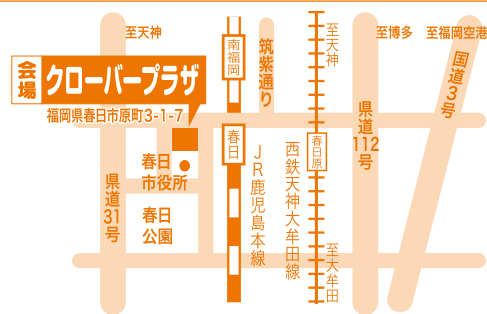 至天神
会場
クローバープラザ
福岡県春日市原町3-1-7
南福岡
筑紫通り
至天神
至博多
至福岡空港
国道3号
県道112号
春日
春日原
春日
市役所
県道31号
春日
公園
JR鹿児島本線
西鉄天神大牟田線
至大牟田